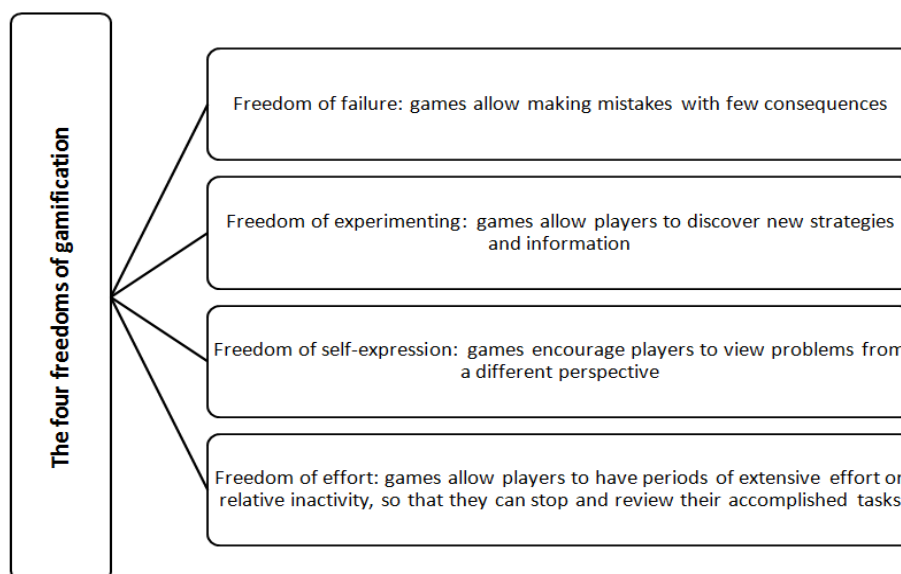 The four freedoms of gamification
Freedom of failure: games allow making mistakes with few consequences
Freedom of experimenting: games allow players to discover new strategies
and information
Freedom of self-expression: games encourage players to view problems from
a different perspective
Freedom of effort: games allow players to have periods of extensive effort or
relative inactivity, so that they can stop and review their accomplished tasks